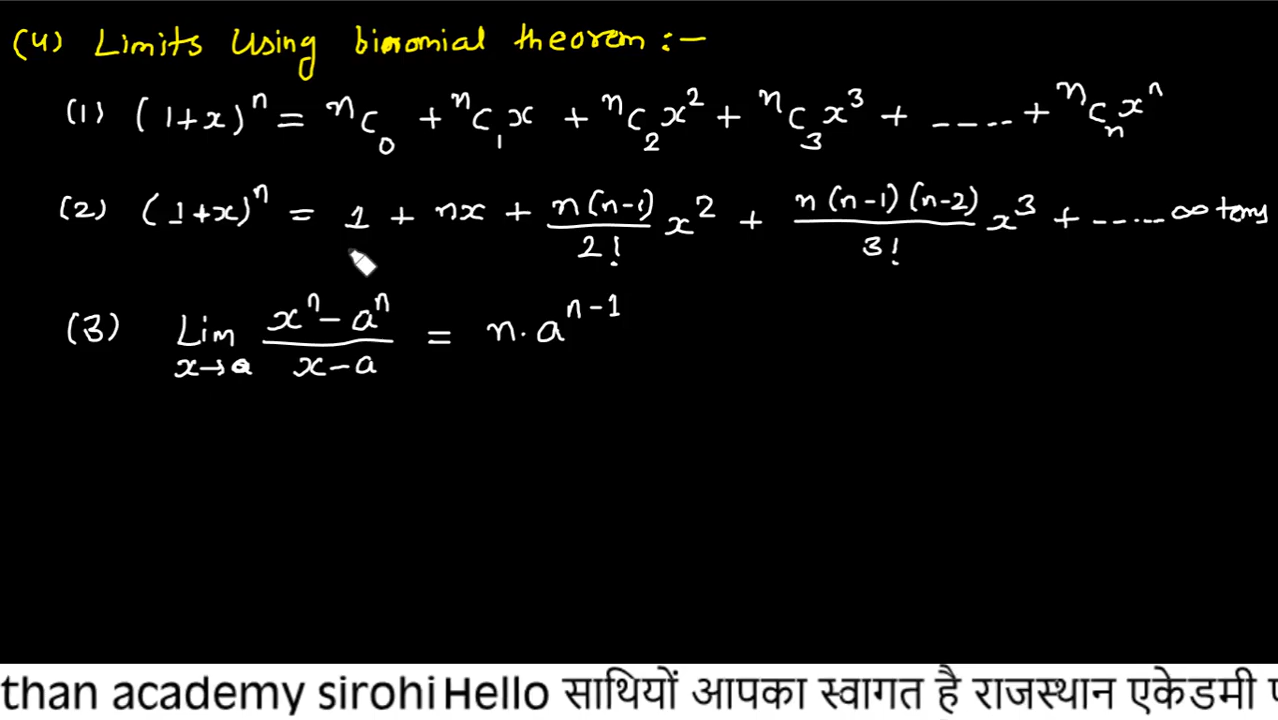 (4) Limits Using binomial theorem :-
(1) (1+x)^n = ^nC_0 + ^nC_1 x + ^nC_2 x^2 + ^nC_3 x^3 + ---- + ^nC_n x^n
(2) (1+x)^n = 1 + nx + n(n-1)/2! x^2 + n(n-1)(n-2)/3! x^3 + ----- ∞ terms
(3) Lim x→a (x^n - a^n)/(x-a) = n·a^{n-1}
than academy sirohi Hello साथियों आपका स्वागत है राजस्थान एकेडमी